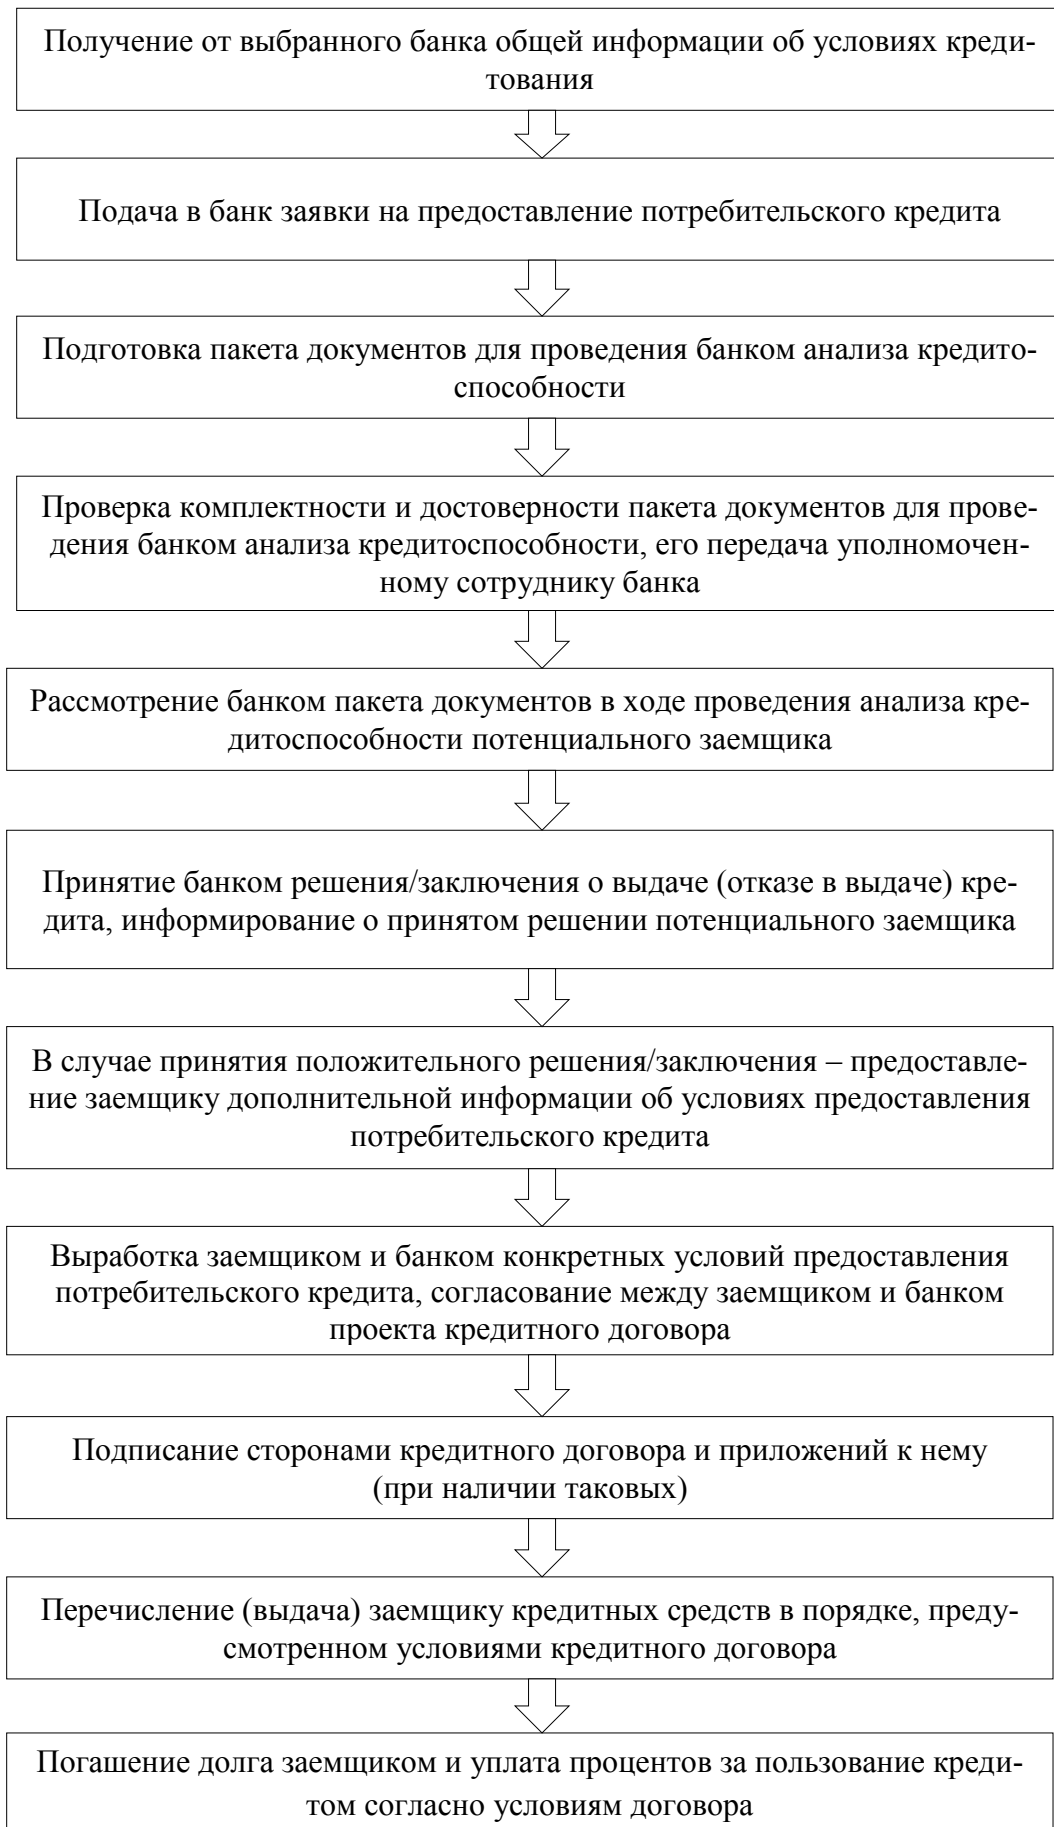 Получение от выбранного банка общей информации об условиях креди-
тования
Подача в банк заявки на предоставление потребительского кредита
Подготовка пакета документов для проведения банком анализа кредито-
способности
Проверка комплектности и достоверности пакета документов для прове-
дения банком анализа кредитоспособности, его передача уполномочен-
ному сотруднику банка
Рассмотрение банком пакета документов в ходе проведения анализа кре-
дитоспособности потенциального заемщика
Принятие банком решения/заключения о выдаче (отказе в выдаче) кре-
дита, информирование о принятом решении потенциального заемщика
В случае принятия положительного решения/заключения – предоставле-
ние заемщику дополнительной информации об условиях предоставления
потребительского кредита
Выработка заемщиком и банком конкретных условий предоставления
потребительского кредита, согласование между заемщиком и банком
проекта кредитного договора
Подписание сторонами кредитного договора и приложений к нему
(при наличии таковых)
Перечисление (выдача) заемщику кредитных средств в порядке, преду-
смотренном условиями кредитного договора
Погашение долга заемщиком и уплата процентов за пользование креди-
том согласно условиям договора